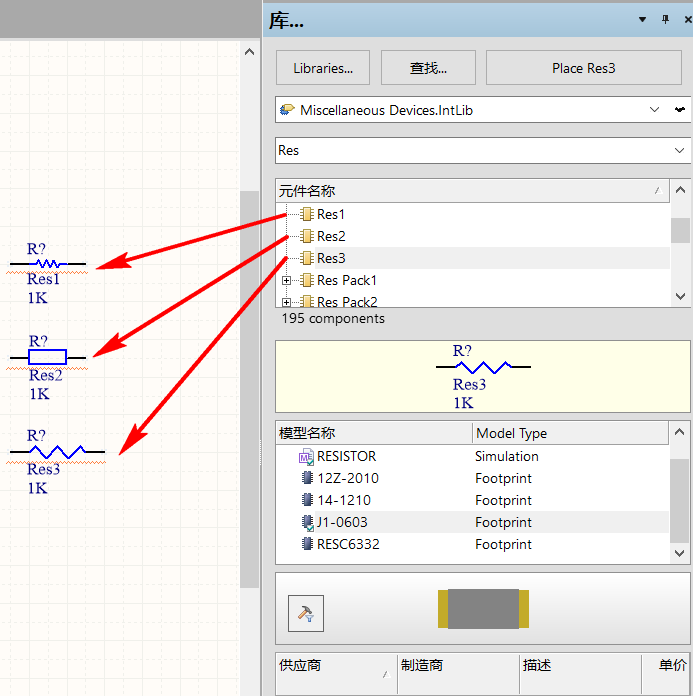 库...
Libraries...
查找...
Place Res3
Miscellaneous Devices.IntLib
Res
元件名称
Res1
Res2
Res3
Res Pack1
Res Pack2
195 components
R?
Res3
1K
模型名称 Model Type
RESISTOR Simulation
12Z-2010 Footprint
14-1210 Footprint
J1-0603 Footprint
RESC6332 Footprint
供应商 制造商 描述 单价
R?
Res1
1K
R?
Res2
1K
R?
Res3
1K